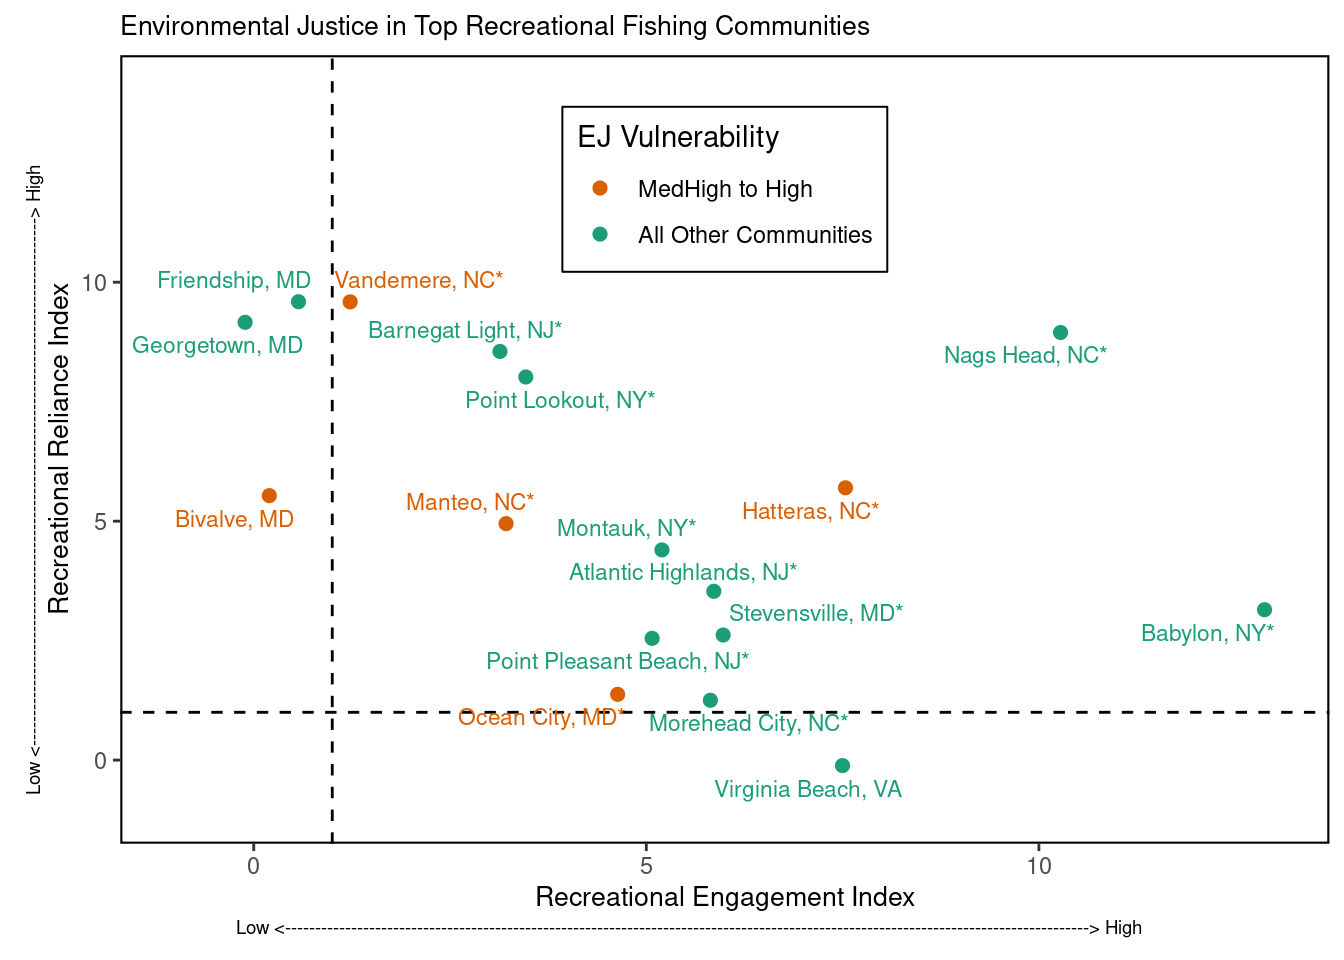 Environmental Justice in Top Recreational Fishing Communities
EJ Vulnerability
MedHigh to High
All Other Communities
Friendship, MD
Vandemere, NC*
Georgetown, MD
Barnegat Light, NJ*
Nags Head, NC*
Point Lookout, NY*
Bivalve, MD
Manteo, NC*
Hatteras, NC*
Montauk, NY*
Atlantic Highlands, NJ*
Stevensville, MD*
Babylon, NY*
Point Pleasant Beach, NJ*
Ocean City, MD*
Morehead City, NC*
Virginia Beach, VA
10
5
0
Recreational Reliance Index
Low <-----------------------------------------------------------------------------------------> High
0
5
10
Recreational Engagement Index
Low <--------------------------------------------------------------------------------------------------------------------------------------> High